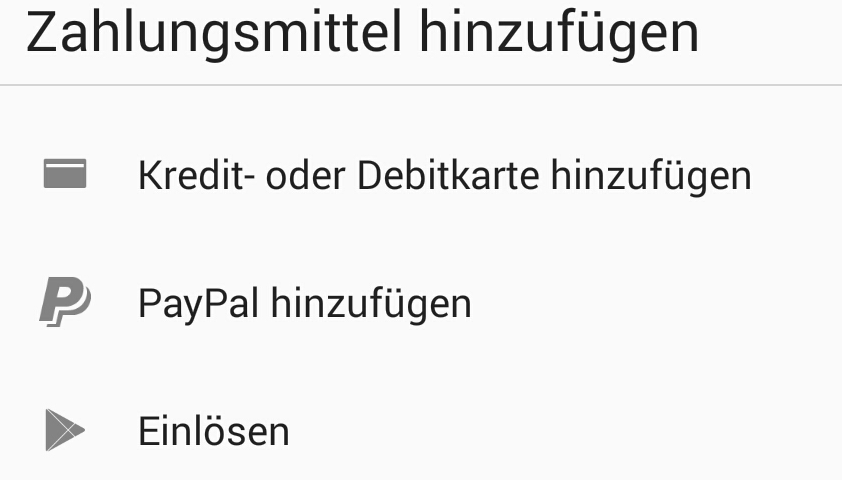 Zahlungsmittel hinzufügen
Kredit- oder Debitkarte hinzufügen
PayPal hinzufügen
Einlösen